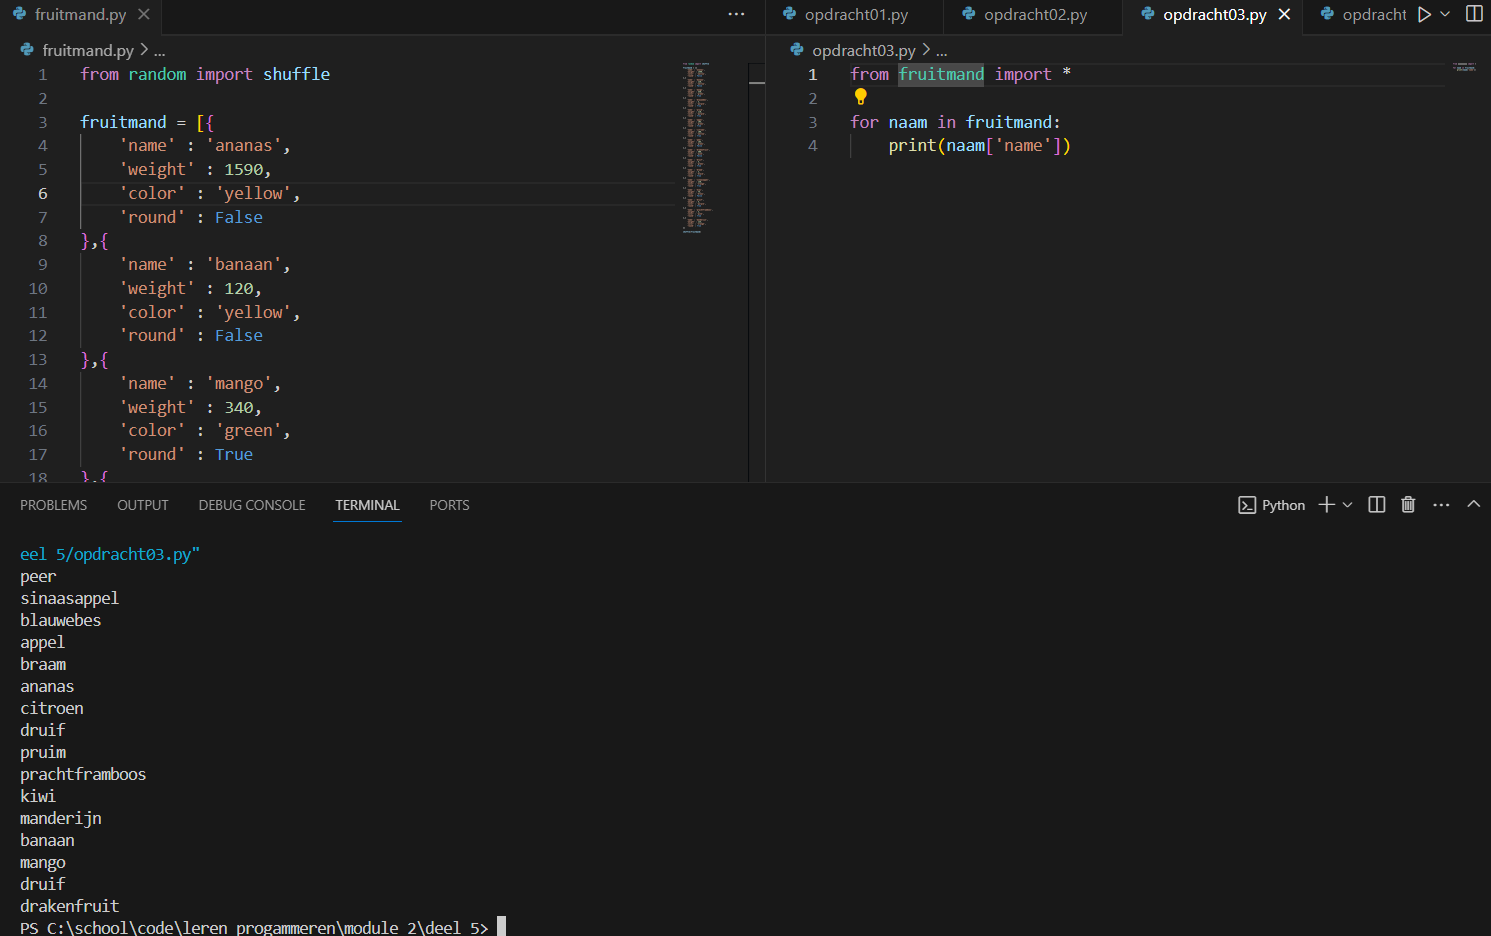 fruitmand.py
fruitmand.py > ...
1 from random import shuffle
2
3 fruitmand = [{
4 'name' : 'ananas',
5 'weight' : 1590,
6 'color' : 'yellow',
7 'round' : False
8 },{
9 'name' : 'banaan',
10 'weight' : 120,
11 'color' : 'yellow',
12 'round' : False
13 },{
14 'name' : 'mango',
15 'weight' : 340,
16 'color' : 'green',
17 'round' : True
18 },{
opdracht01.py opdracht02.py opdracht03.py opdracht
opdracht03.py > ...
1 from fruitmand import *
2
3 for naam in fruitmand:
4 print(naam['name'])
PROBLEMS OUTPUT DEBUG CONSOLE TERMINAL PORTS Python
eel 5/opdracht03.py"
peer
sinaasappel
blauwebes
appel
braam
ananas
citroen
druif
pruim
prachtframboos
kiwi
manderijn
banaan
mango
druif
drakenfruit
PS C:\school\code\leren progammeren\module 2\deel 5>